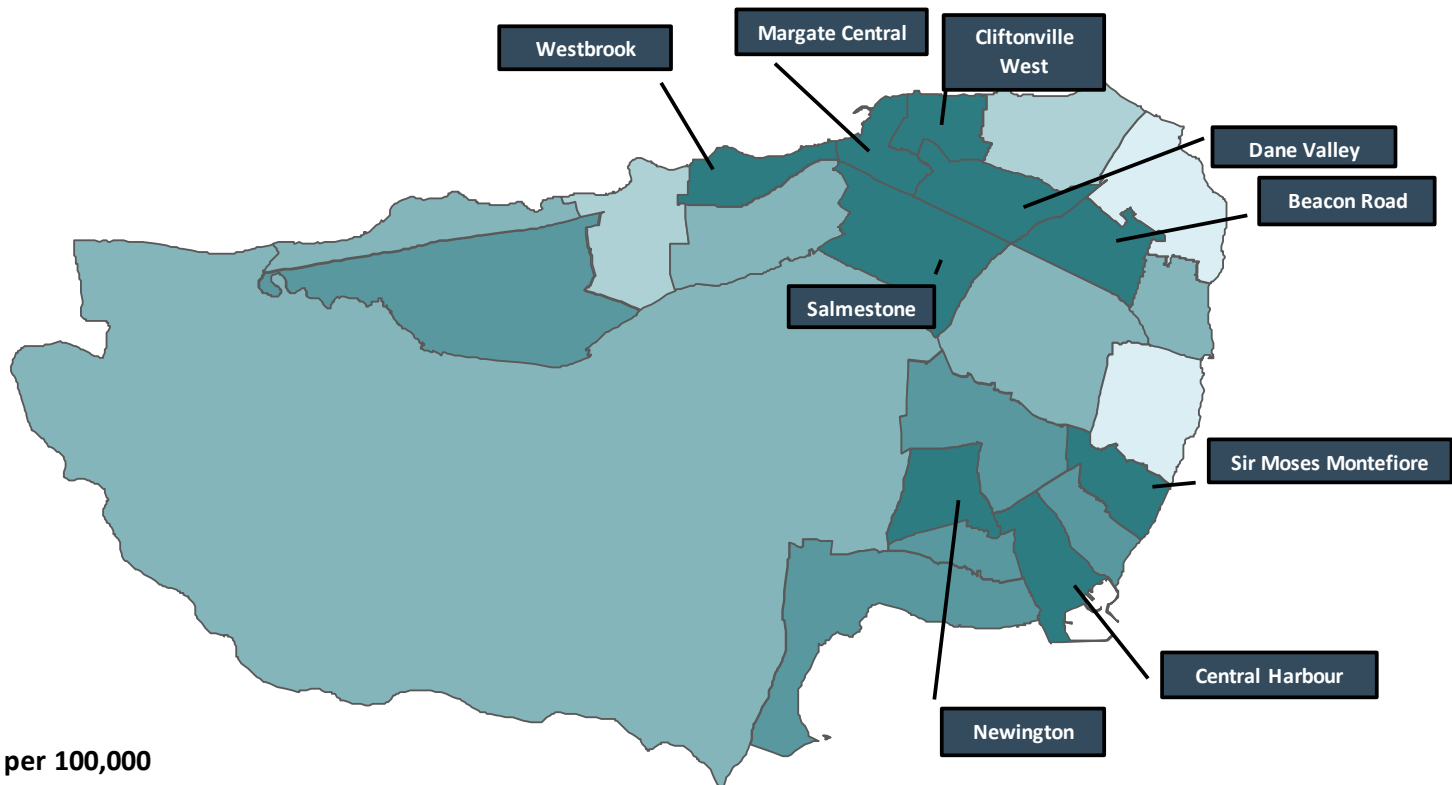 Westbrook
Margate Central
Cliftonville
West
Dane Valley
Beacon Road
Salmestone
Sir Moses Montefiore
Central Harbour
Newington
per 100,000